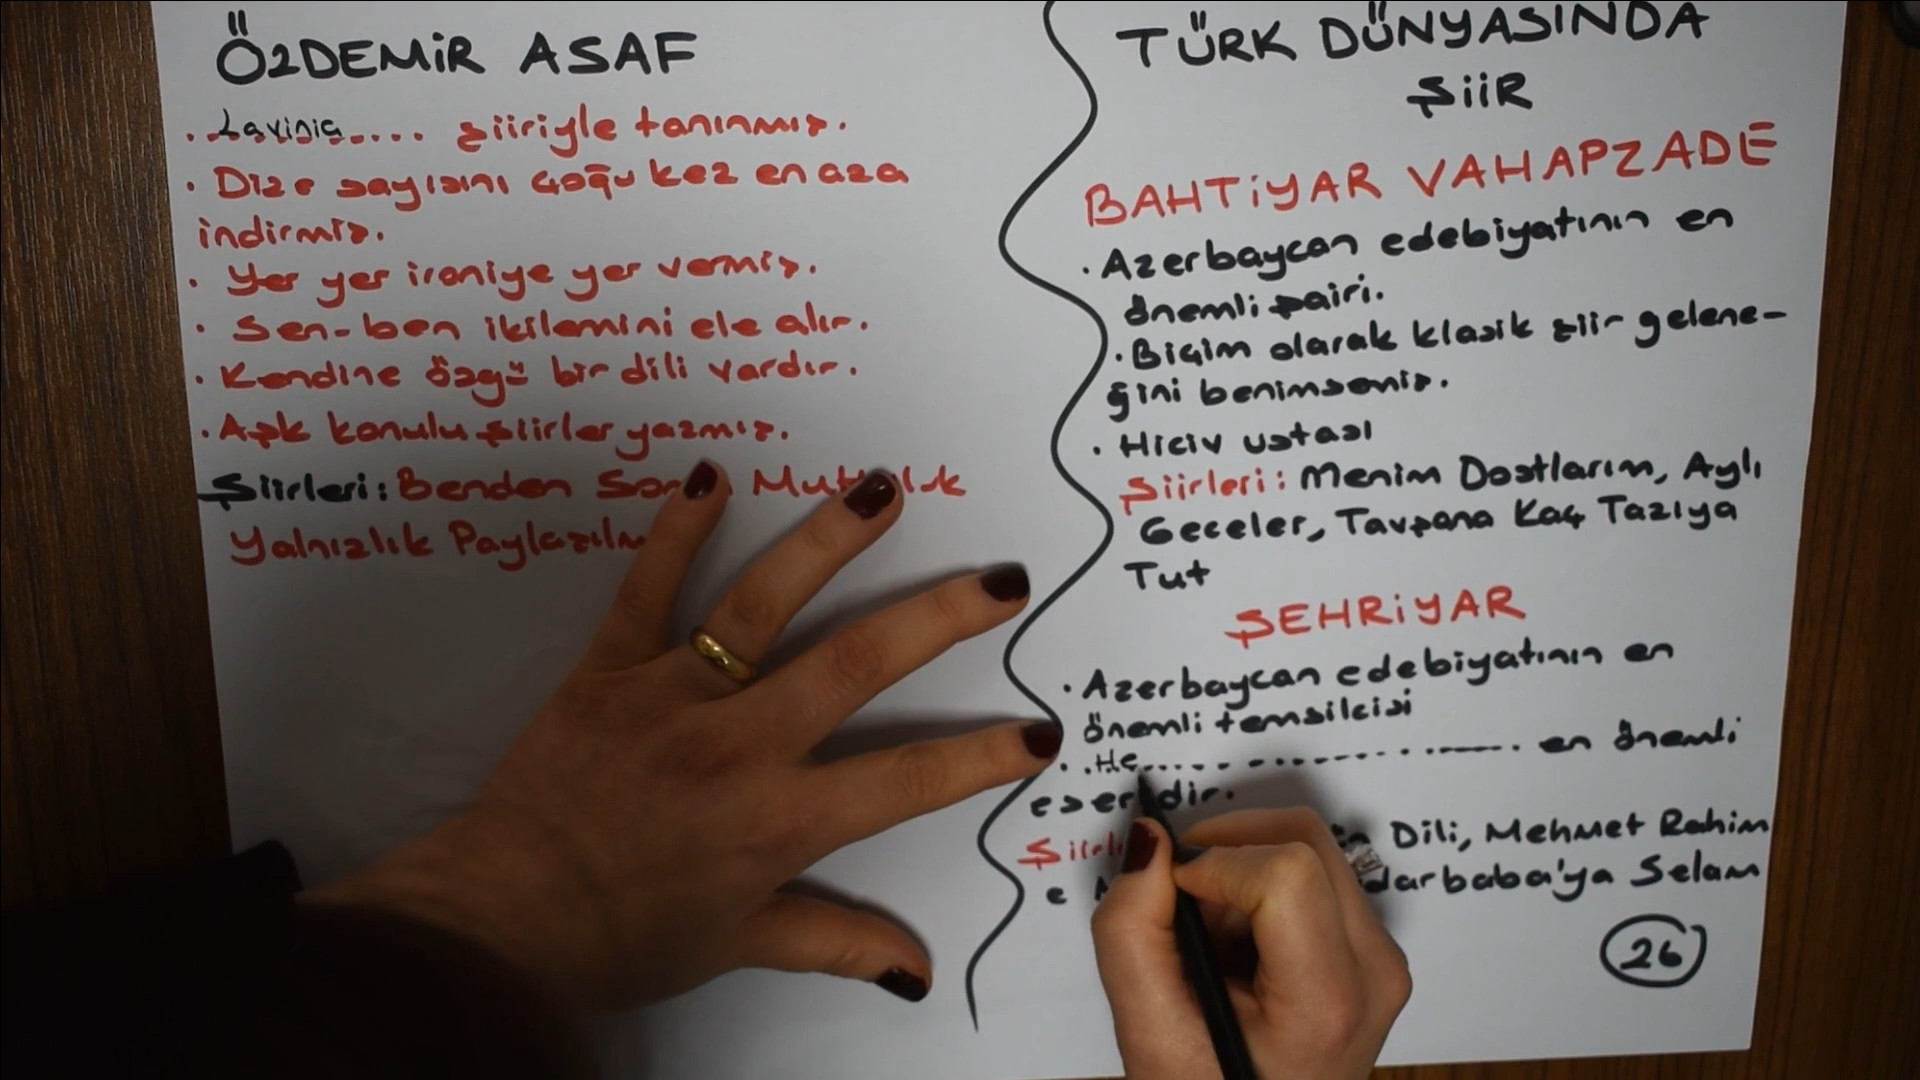 ÖZDEMİR ASAF
. Lavinia.... şiiriyle tanınmış.
. Dize sayısını çoğu kez en aza
indirmiş.
. Yer yer ironiye yer vermiş.
. Sen-ben ikilemini ele alır.
. Kendine özgü bir dili vardır.
. Aşk konulu şiirler yazmış.
Şiirleri: Benden
Yalnızlık
TÜRK DÜNYASINDA
ŞİİR
BAHTİYAR VAHAPZADE
. Azerbaycan edebiyatının en
önemli şairi.
. Biçim olarak klasik şiir gelene-
ğini benimsemiş.
. Hiciv ustası
Şiirleri: Menim Dostlarım, Aylı
Geceler, Tavşana Kaç Tazıya
Tut
ŞEHRİYAR
. Azerbaycan edebiyatının en
önemli temsilcisi
. He.................... en önemli
Dili, Mehmet Rahim
e darbaba'ya Selam
26